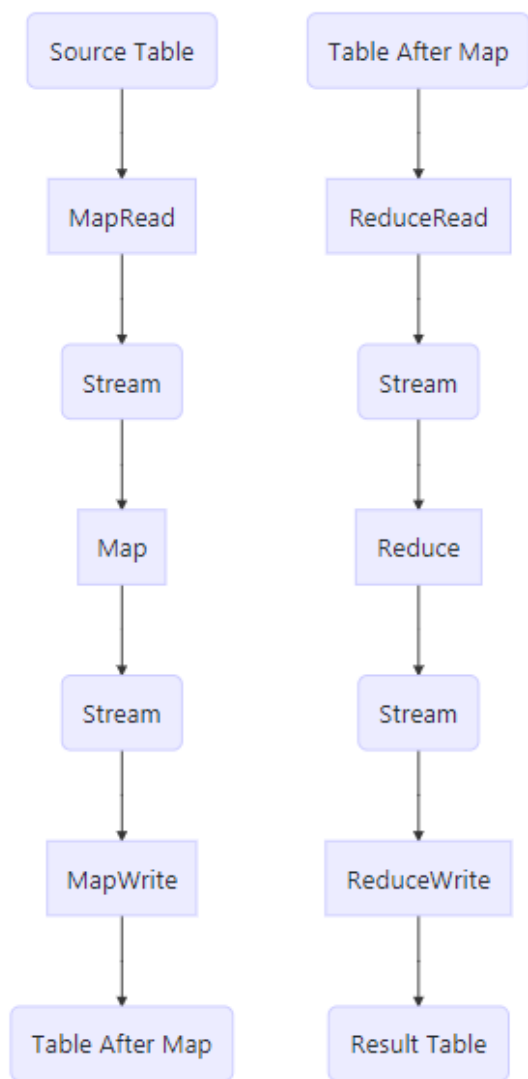 Source Table
MapRead
Stream
Map
Stream
MapWrite
Table After Map
Table After Map
ReduceRead
Stream
Reduce
Stream
ReduceWrite
Result Table